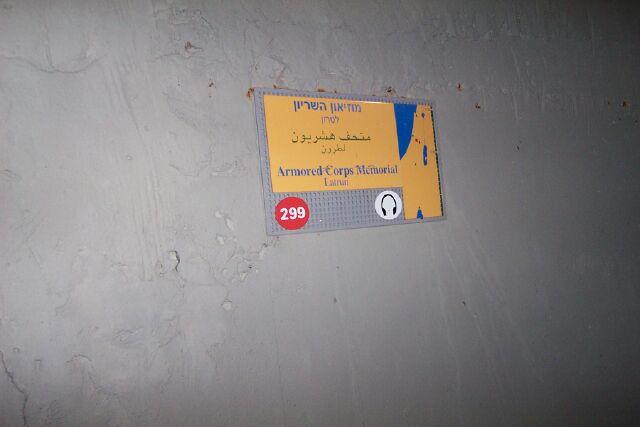 מוזיאון השריון
לטרון
متحف هشريون
لطرون
Armored Corps Memorial
Latrun
299